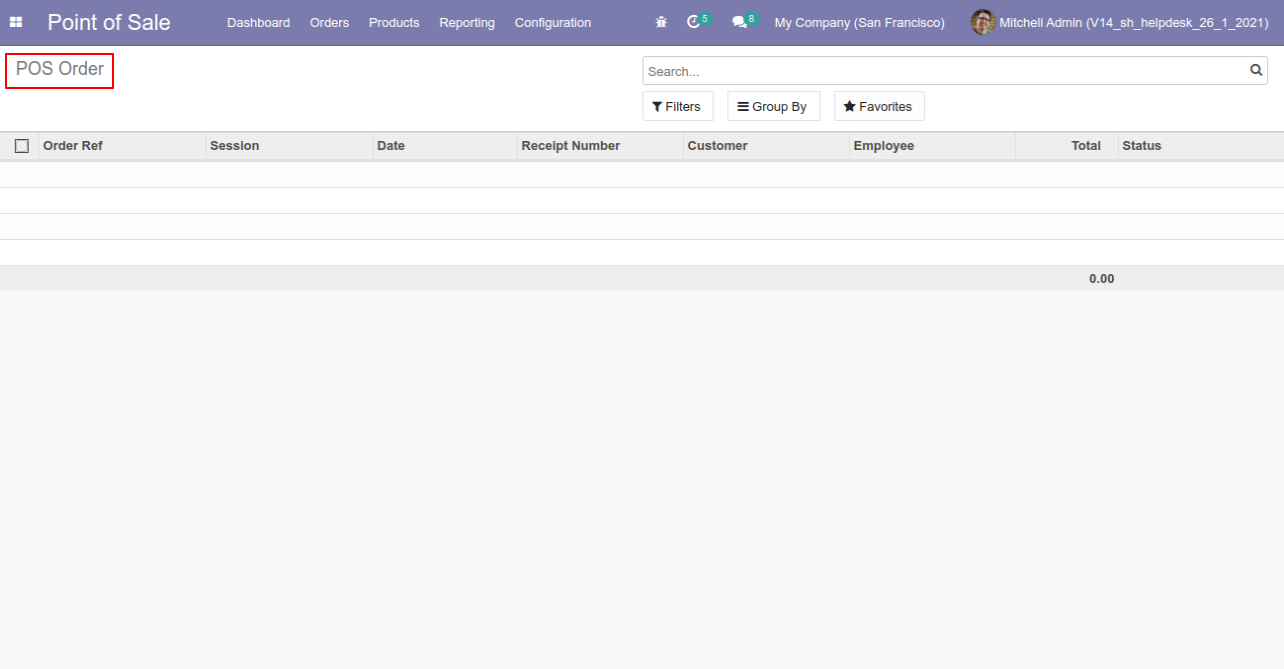 Point of Sale Dashboard Orders Products Reporting Configuration 5 8 My Company (San Francisco) Mitchell Admin (V14_sh_helpdesk_26_1_2021)
POS Order
Search...
Filters Group By Favorites
Order Ref Session Date Receipt Number Customer Employee Total Status
0.00